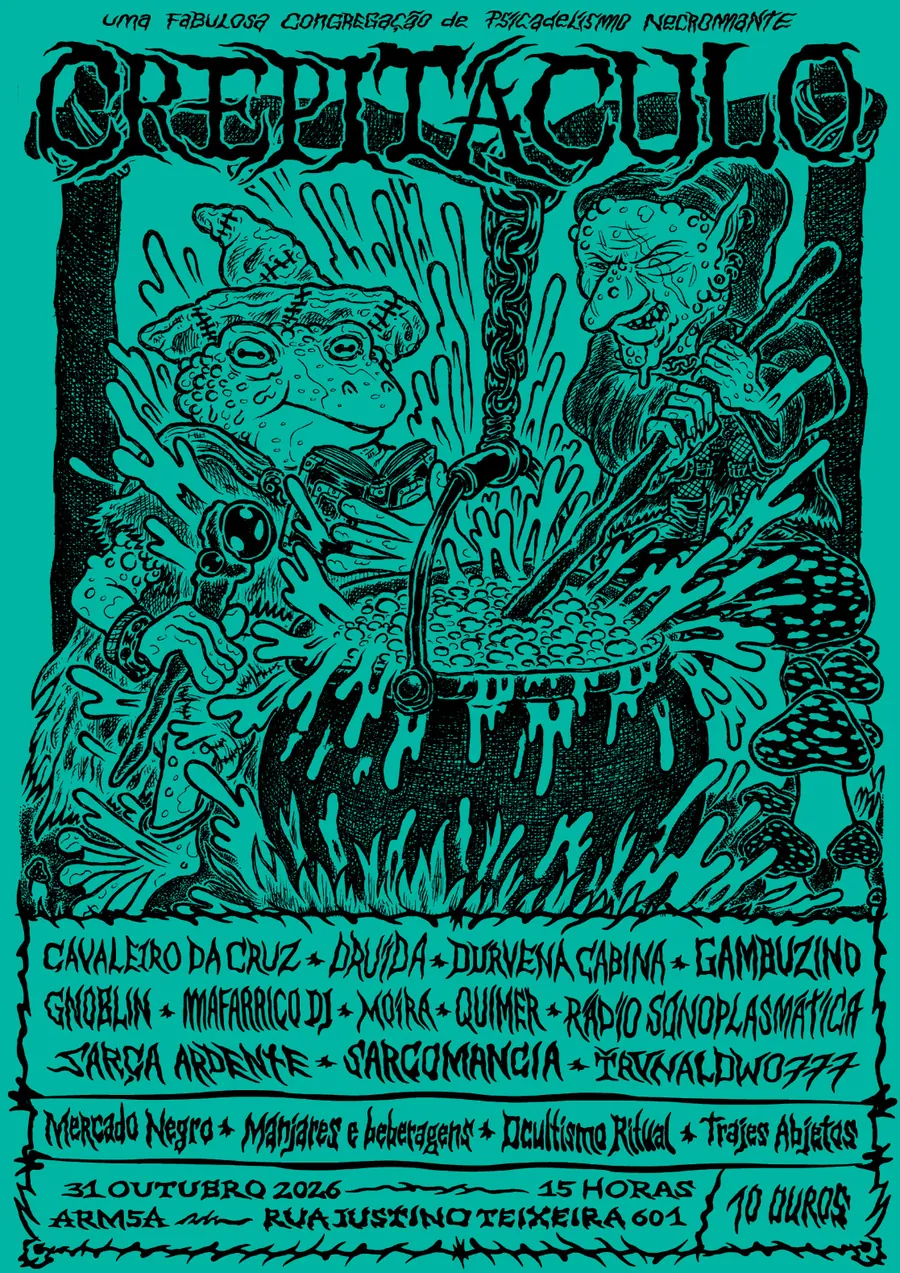 uma Fabulosa Congregação de Psicadelismo Necromante
CREPITACULO
CAVALEIRO DA CRUZ * DRUIDA * DURVENA CABINA * GAMBUZINO
GNOBLIN * MAFARRICO DJ * MOIRA * QUIMER * RÁDIO SONOPLASMÁTICA
SARÇA ARDENTE * SARCOMANCIA * TRVNALDWO777
Mercado Negro * Manjares e beberagens * Ocultismo Ritual * Trajes Abjetos
31 OUTUBRO 2026 15 HORAS
ARM5A RUA JUSTINO TEIXEIRA 601
10 OUROS